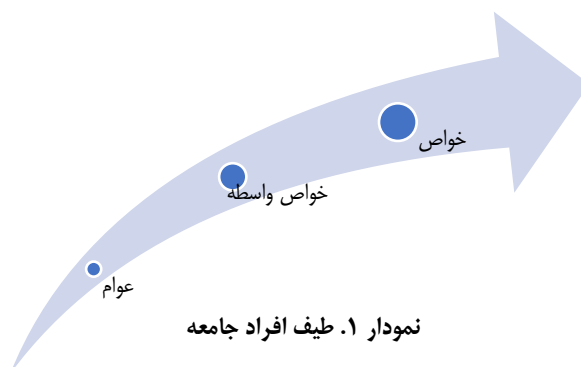 خواص
خواص واسطه
عوام
نمودار ۱. طیف افراد جامعه